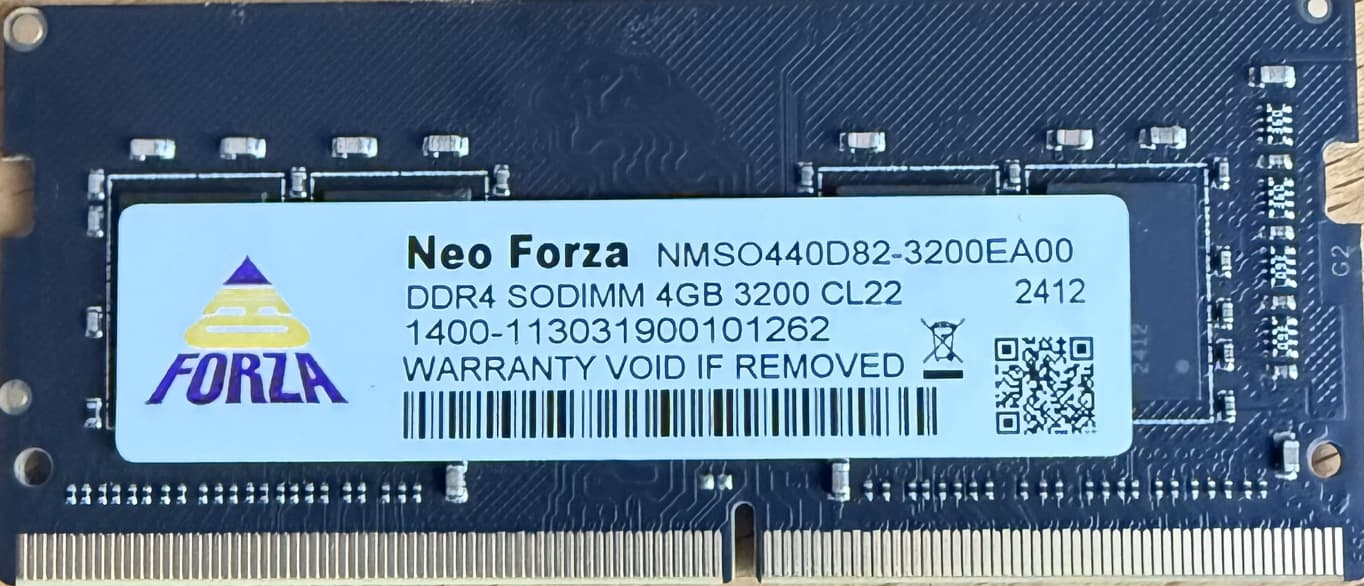 Neo Forza NMSO440D82-3200EA00
DDR4 SODIMM 4GB 3200 CL22 2412
1400-113031900101262
WARRANTY VOID IF REMOVED
FORZA
G2
2412